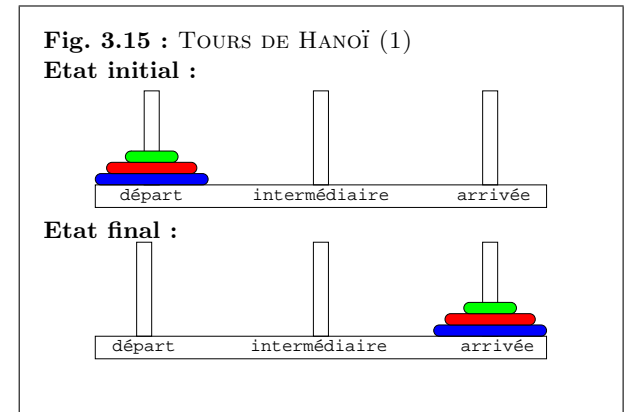 Fig. 3.15 : Tours de Hanoï (1)
Etat initial :
départ intermédiaire arrivée
Etat final :
départ intermédiaire arrivée